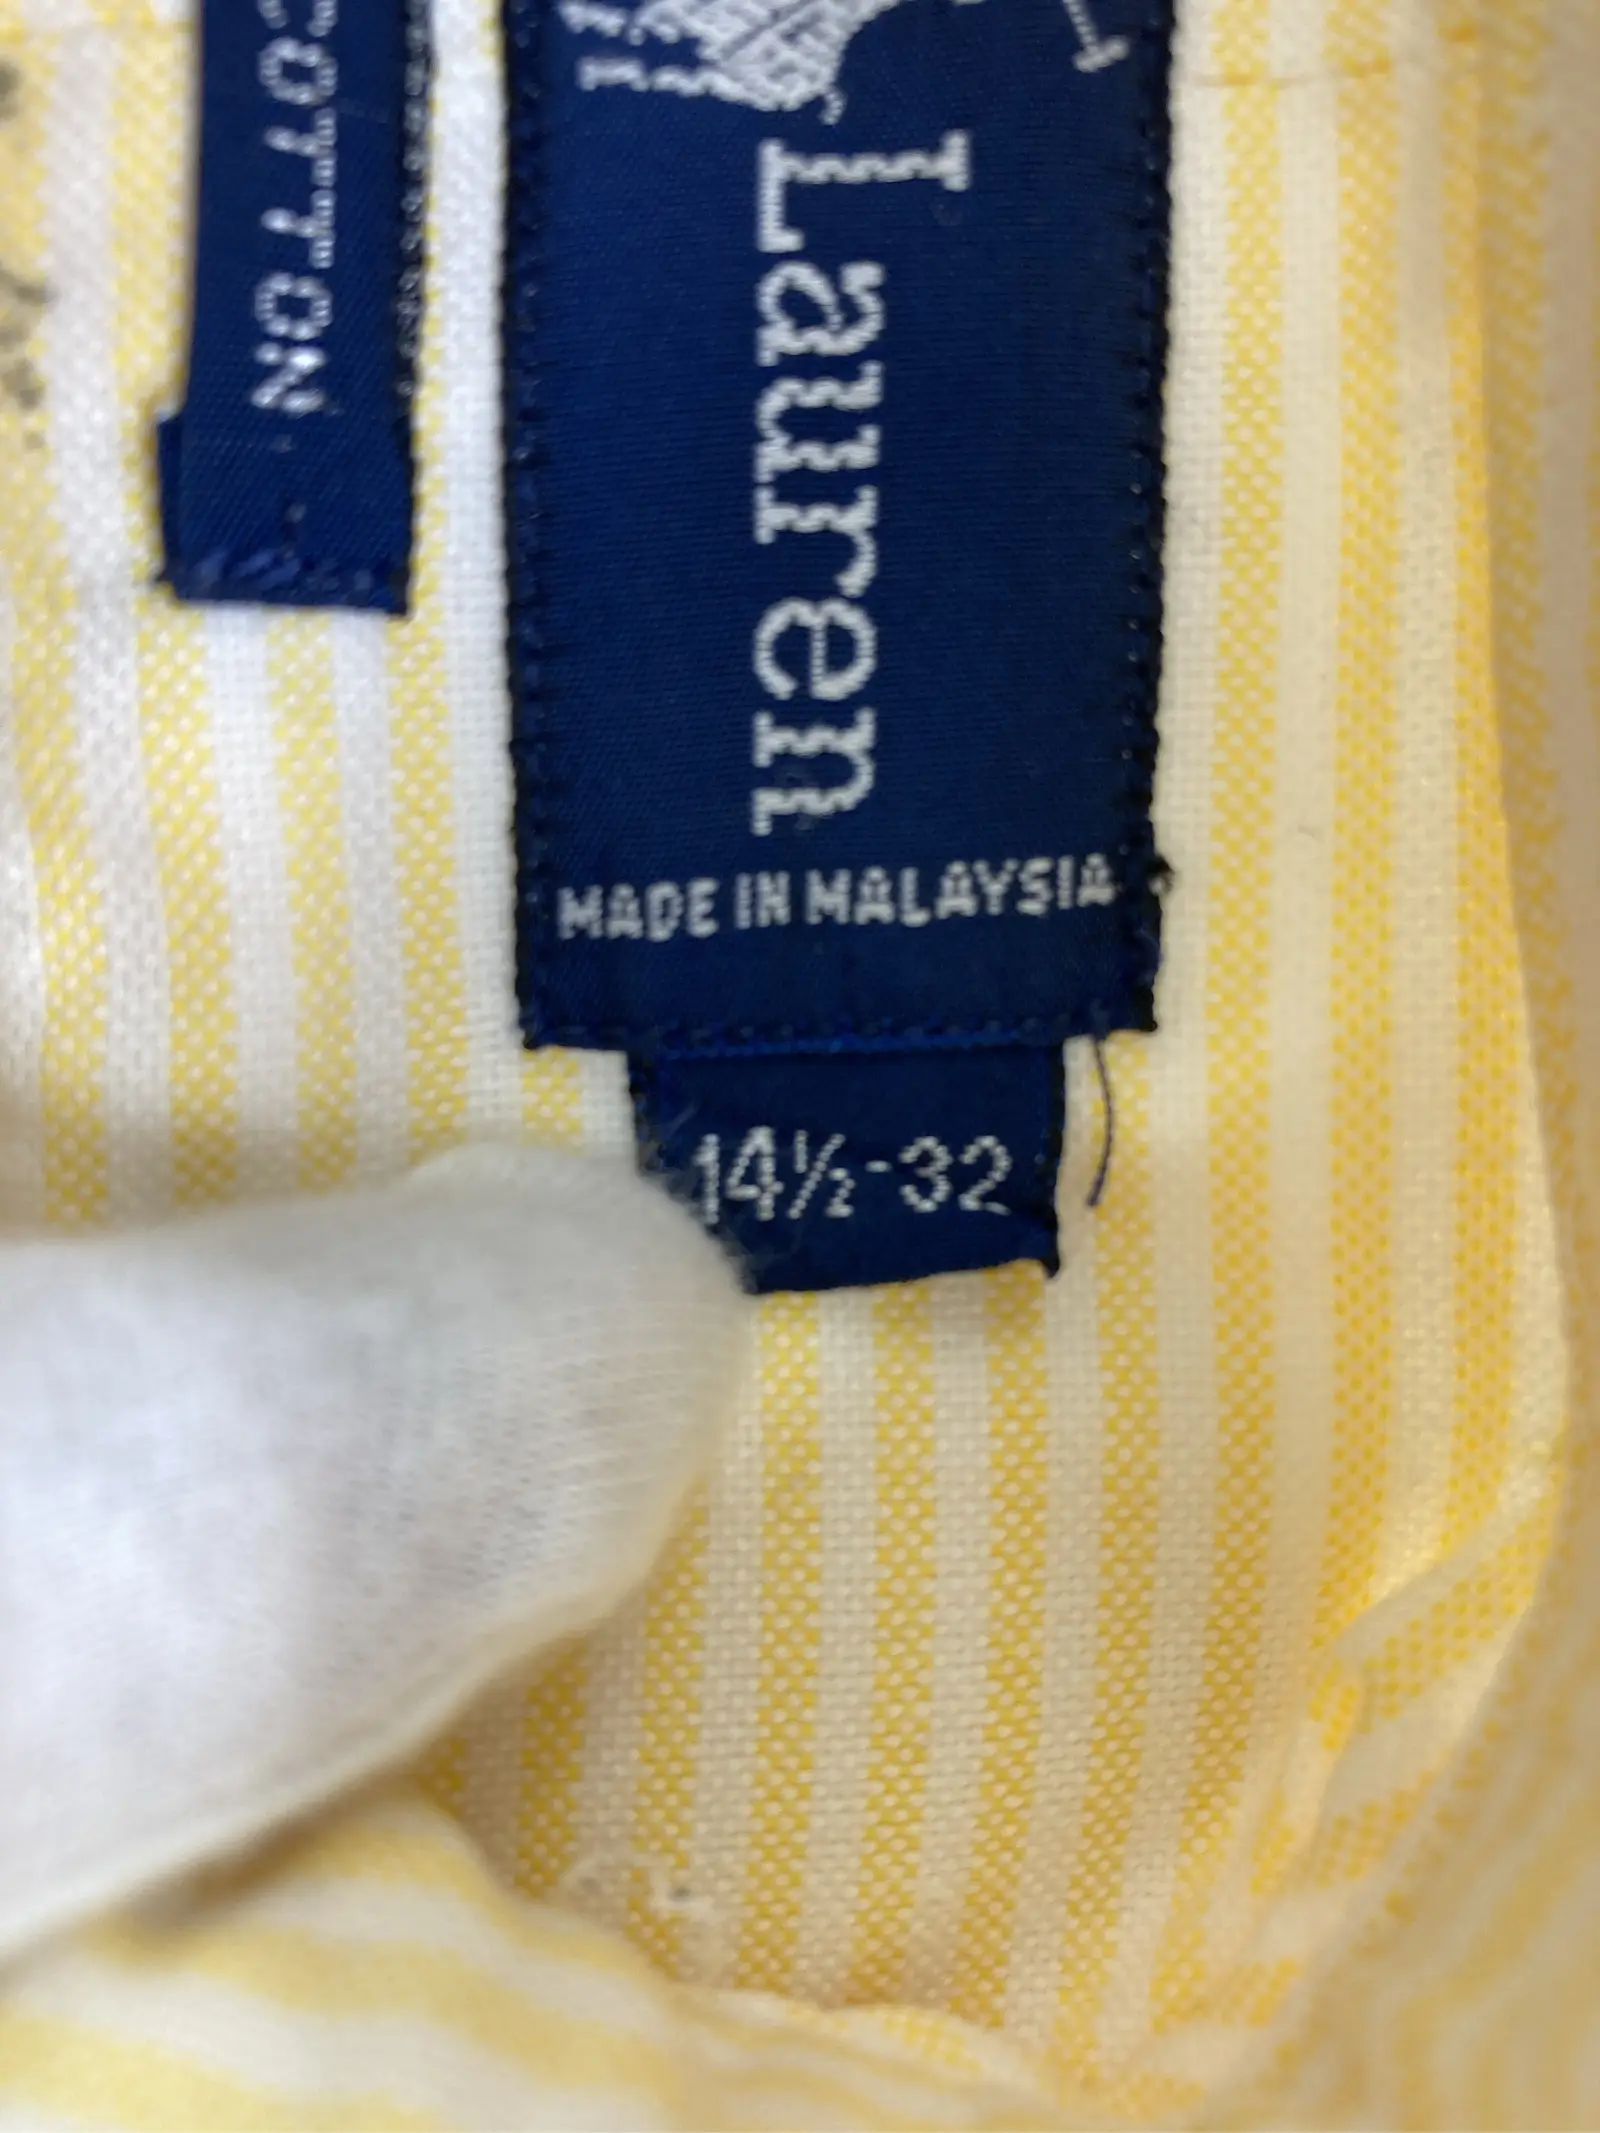 COTTON
Lauren
MADE IN MALAYSIA
14½-32